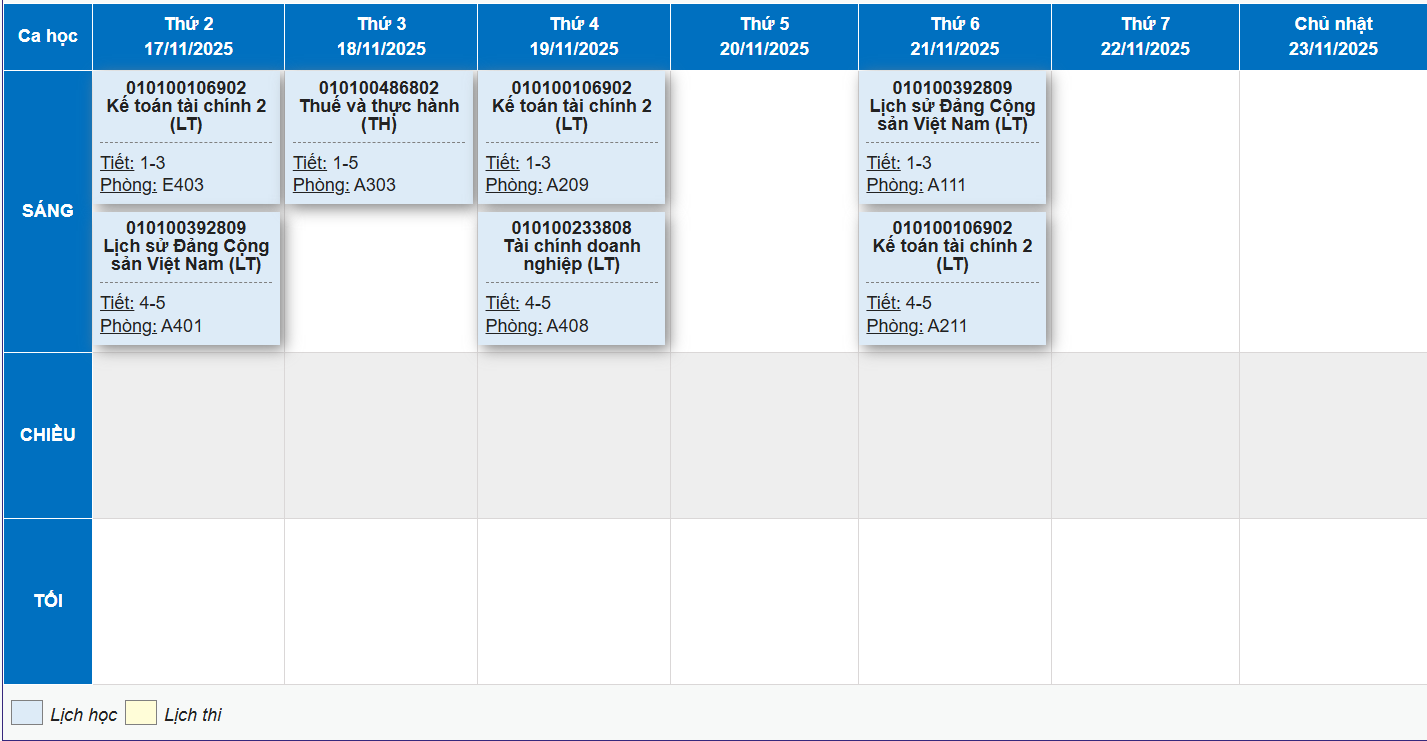 Ca học
Thứ 2
17/11/2025
Thứ 3
18/11/2025
Thứ 4
19/11/2025
Thứ 5
20/11/2025
Thứ 6
21/11/2025
Thứ 7
22/11/2025
Chủ nhật
23/11/2025
SÁNG
010100106902
Kế toán tài chính 2
(LT)
Tiết: 1-3
Phòng: E403
010100392809
Lịch sử Đảng Cộng
sản Việt Nam (LT)
Tiết: 4-5
Phòng: A401
010100486802
Thuế và thực hành
(TH)
Tiết: 1-5
Phòng: A303
010100106902
Kế toán tài chính 2
(LT)
Tiết: 1-3
Phòng: A209
010100233808
Tài chính doanh
nghiệp (LT)
Tiết: 4-5
Phòng: A408
010100392809
Lịch sử Đảng Cộng
sản Việt Nam (LT)
Tiết: 1-3
Phòng: A111
010100106902
Kế toán tài chính 2
(LT)
Tiết: 4-5
Phòng: A211
CHIỀU
TỐI
Lịch học
Lịch thi